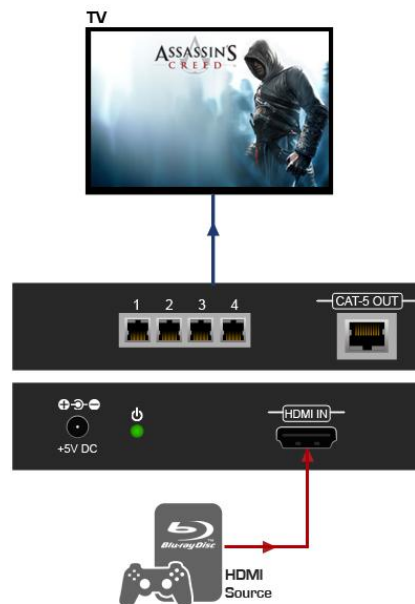 TV
ASSASSIN'S
CREED
1 2 3 4
CAT-5 OUT
HDMI IN
+5V DC
Blu-ray Disc
HDMI
Source